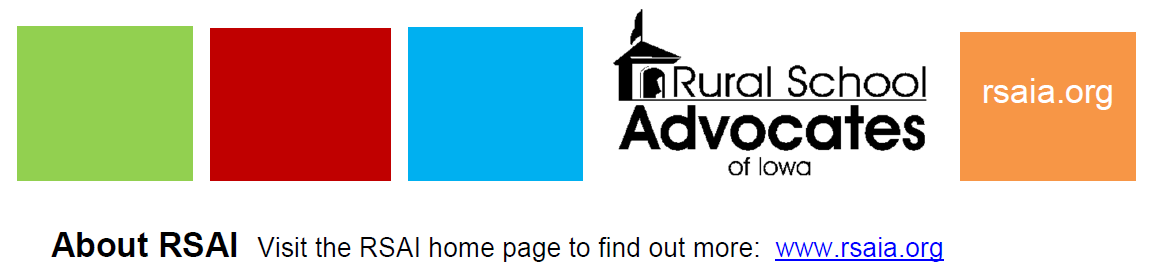 Rural School
Advocates
of Iowa
rsaia.org
About RSAI Visit the RSAI home page to find out more: www.rsaia.org